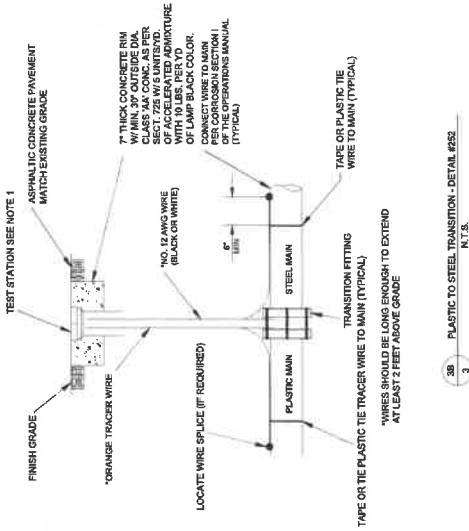 TEST STATION SEE NOTE 1
ASPHALTIC CONCRETE PAVEMENT
MATCH EXISTING GRADE
FINISH GRADE
7" THICK CONCRETE RIM
W/ MIN. 30" OUTSIDE DIA.
CLASS 'AA' CONC. AS PER
SECT. 725 W/ 5 UNITS/YD.
OF ACCELERATED ADMIXTURE
WITH 10 LBS. PER YD
OF LAMP BLACK COLOR.
*ORANGE TRACER WIRE
*NO. 12 AWG WIRE
(BLACK OR WHITE)
CONNECT WIRE TO MAIN
PER CORROSION SECTION I
OF THE OPERATIONS MANUAL
(TYPICAL)
6"
MIN
LOCATE WIRE SPLICE (IF REQUIRED)
PLASTIC MAIN
STEEL MAIN
TAPE OR PLASTIC TIE
WIRE TO MAIN (TYPICAL)
TRANSITION FITTING
TAPE OR TIE PLASTIC TIE TRACER WIRE TO MAIN (TYPICAL)
*WIRES SHOULD BE LONG ENOUGH TO EXTEND
AT LEAST 2 FEET ABOVE GRADE
3B PLASTIC TO STEEL TRANSITION - DETAIL #252
3 N.T.S.